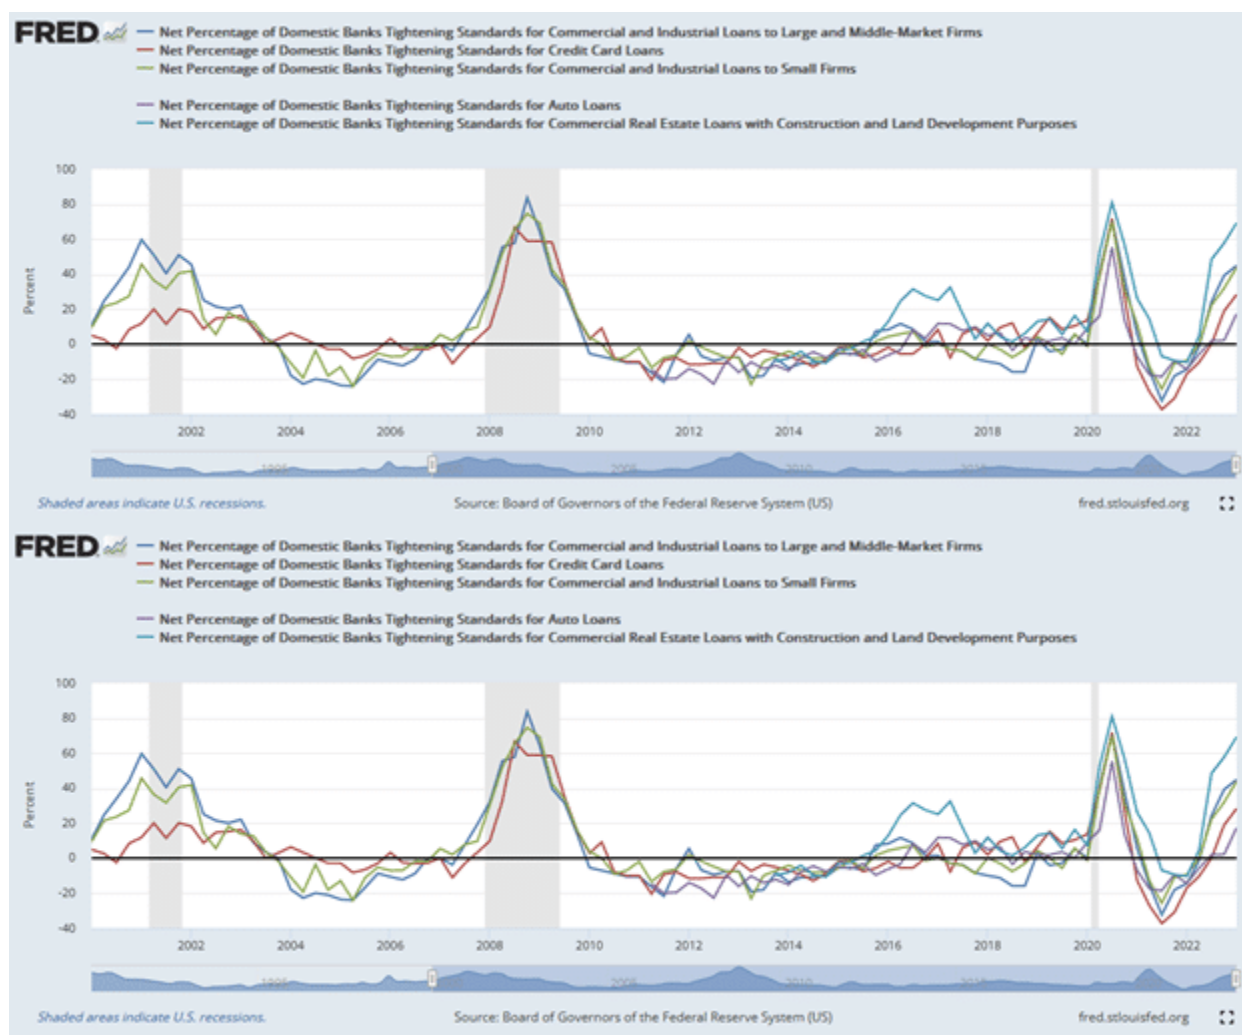 FRED
Net Percentage of Domestic Banks Tightening Standards for Commercial and Industrial Loans to Large and Middle-Market Firms
Net Percentage of Domestic Banks Tightening Standards for Credit Card Loans
Net Percentage of Domestic Banks Tightening Standards for Commercial and Industrial Loans to Small Firms
Net Percentage of Domestic Banks Tightening Standards for Auto Loans
Net Percentage of Domestic Banks Tightening Standards for Commercial Real Estate Loans with Construction and Land Development Purposes
100
80
60
40
20
0
-20
-40
Percent
2002 2004 2006 2008 2010 2012 2014 2016 2018 2020 2022
1995 2005 2010
Shaded areas indicate U.S. recessions. Source: Board of Governors of the Federal Reserve System (US) fred.stlouisfed.org
FRED
Net Percentage of Domestic Banks Tightening Standards for Commercial and Industrial Loans to Large and Middle-Market Firms
Net Percentage of Domestic Banks Tightening Standards for Credit Card Loans
Net Percentage of Domestic Banks Tightening Standards for Commercial and Industrial Loans to Small Firms
Net Percentage of Domestic Banks Tightening Standards for Auto Loans
Net Percentage of Domestic Banks Tightening Standards for Commercial Real Estate Loans with Construction and Land Development Purposes
100
80
60
40
20
0
-20
-40
Percent
2002 2004 2006 2008 2010 2012 2014 2016 2018 2020 2022
1995 2005 2010
Shaded areas indicate U.S. recessions. Source: Board of Governors of the Federal Reserve System (US) fred.stlouisfed.org